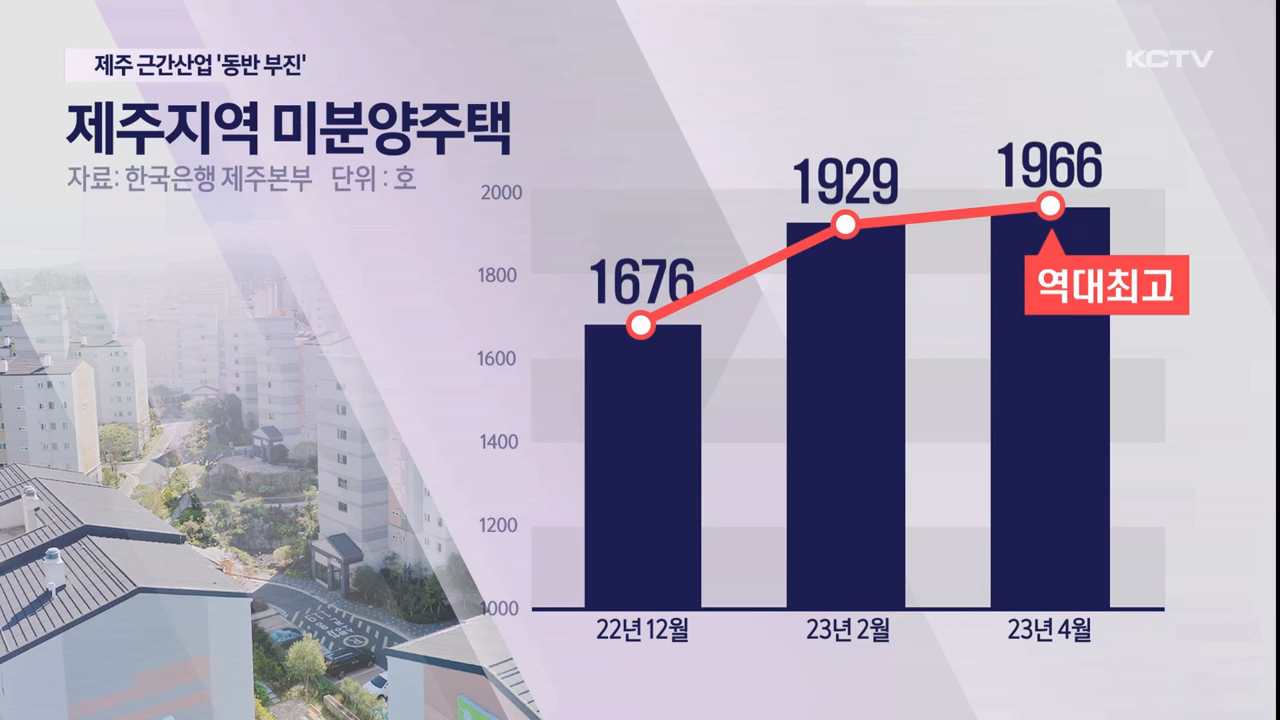 제주 근간산업 '동반 부진'
KCTV
제주지역 미분양주택
자료: 한국은행 제주본부 단위 : 호
2000
1800
1600
1400
1200
1000
1676
1929
1966
역대최고
22년 12월
23년 2월
23년 4월